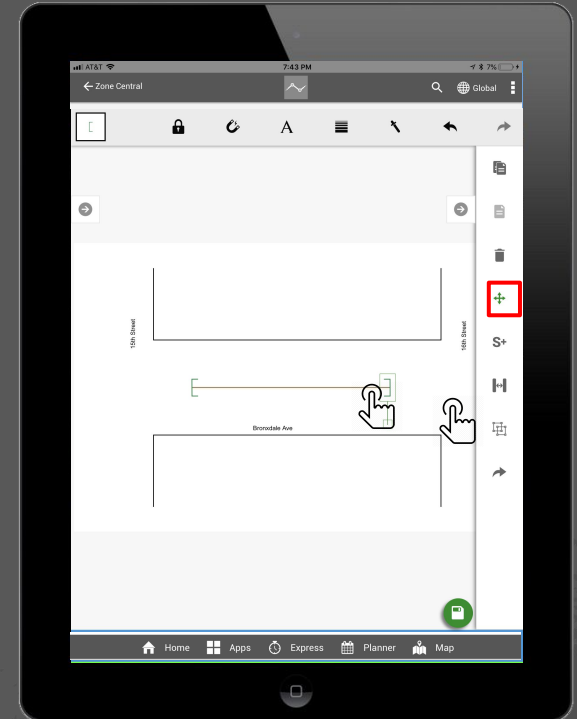 AT&T 7:43 PM 7%
Zone Central Global
[ A
S+
15th Street
16th Street
Bronxdale Ave
Home Apps Express Planner Map